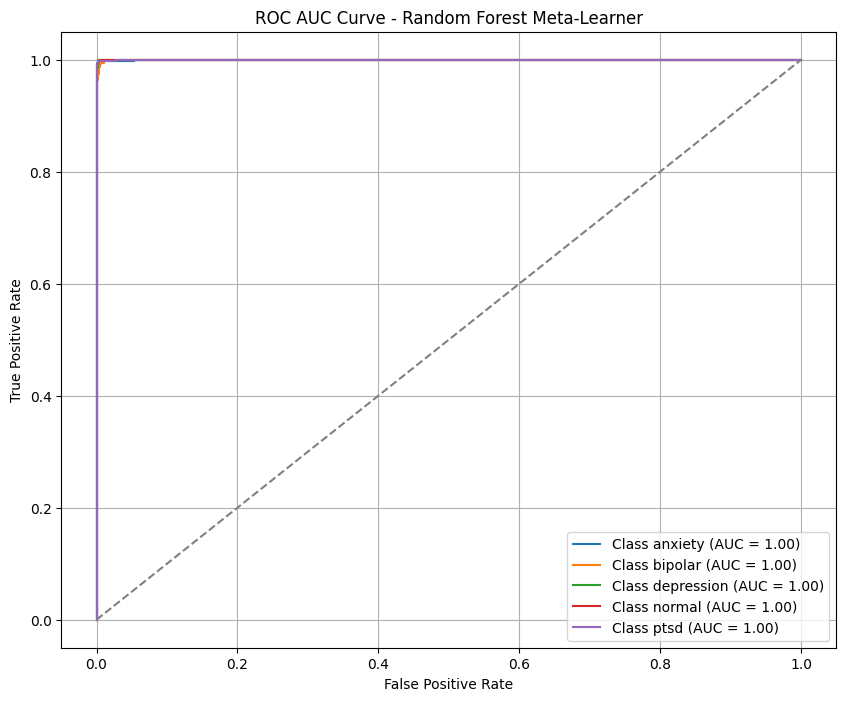 ROC AUC Curve - Random Forest Meta-Learner
True Positive Rate
1.0
0.8
0.6
0.4
0.2
0.0
Class anxiety (AUC = 1.00)
Class bipolar (AUC = 1.00)
Class depression (AUC = 1.00)
Class normal (AUC = 1.00)
Class ptsd (AUC = 1.00)
0.0 0.2 0.4 0.6 0.8 1.0
False Positive Rate